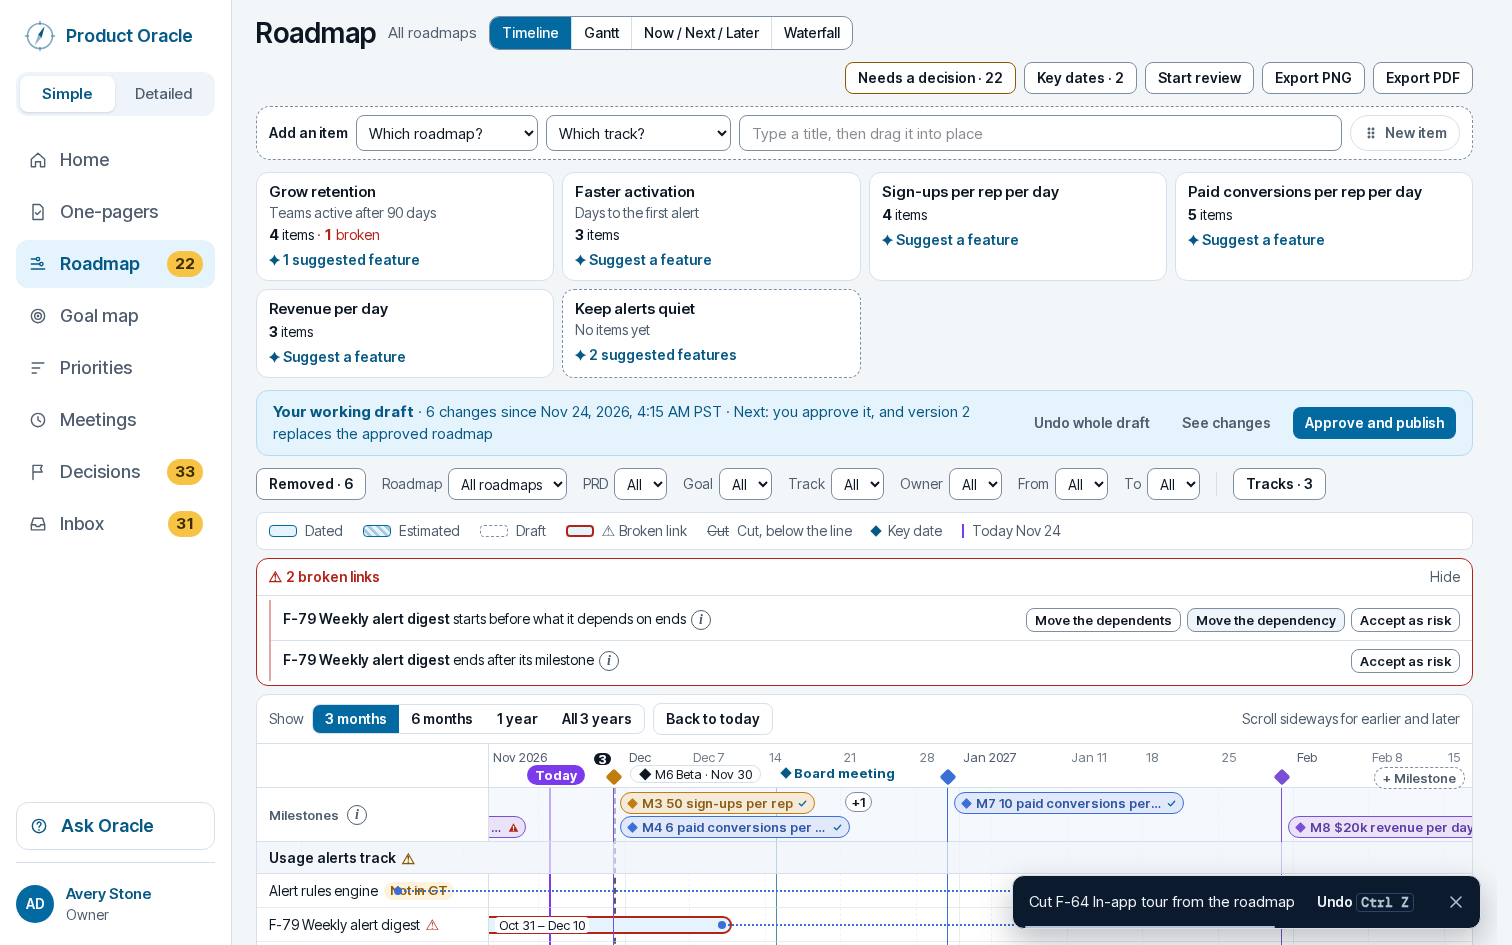 Product Oracle
Simple
Detailed
Home
One-pagers
Roadmap
22
Goal map
Priorities
Meetings
Decisions
33
Inbox
31
Ask Oracle
AD
Avery Stone
Owner
Roadmap
All roadmaps
Timeline
Gantt
Now / Next / Later
Waterfall
Needs a decision · 22
Key dates · 2
Start review
Export PNG
Export PDF
Add an item
Which roadmap?
Which track?
Type a title, then drag it into place
New item
Grow retention
Teams active after 90 days
4 items · 1 broken
1 suggested feature
Faster activation
Days to the first alert
3 items
Suggest a feature
Sign-ups per rep per day
4 items
Suggest a feature
Paid conversions per rep per day
5 items
Suggest a feature
Revenue per day
3 items
Suggest a feature
Keep alerts quiet
No items yet
2 suggested features
Your working draft · 6 changes since Nov 24, 2026, 4:15 AM PST · Next: you approve it, and version 2
replaces the approved roadmap
Undo whole draft
See changes
Approve and publish
Removed · 6
Roadmap
All roadmaps
PRD
All
Goal
All
Track
All
Owner
All
From
All
To
All
Tracks · 3
Dated
Estimated
Draft
⚠ Broken link
Cut
Cut, below the line
Key date
Today Nov 24
⚠ 2 broken links
Hide
F-79 Weekly alert digest starts before what it depends on ends
i
Move the dependents
Move the dependency
Accept as risk
F-79 Weekly alert digest ends after its milestone
i
Accept as risk
Show
3 months
6 months
1 year
All 3 years
Back to today
Scroll sideways for earlier and later
Nov 2026
3
Dec
Dec 7
14
21
28
Jan 2027
Jan 11
18
25
Feb
Feb 8
15
Today
M6 Beta · Nov 30
Board meeting
+ Milestone
Milestones
i
M3 50 sign-ups per rep
+1
M7 10 paid conversions per...
...
M4 6 paid conversions per ...
M8 $20k revenue per day
Usage alerts track ⚠
Alert rules engine
Not in GT
F-79 Weekly alert digest ⚠
Oct 31 – Dec 10
Cut F-64 In-app tour from the roadmap
Undo
Ctrl Z